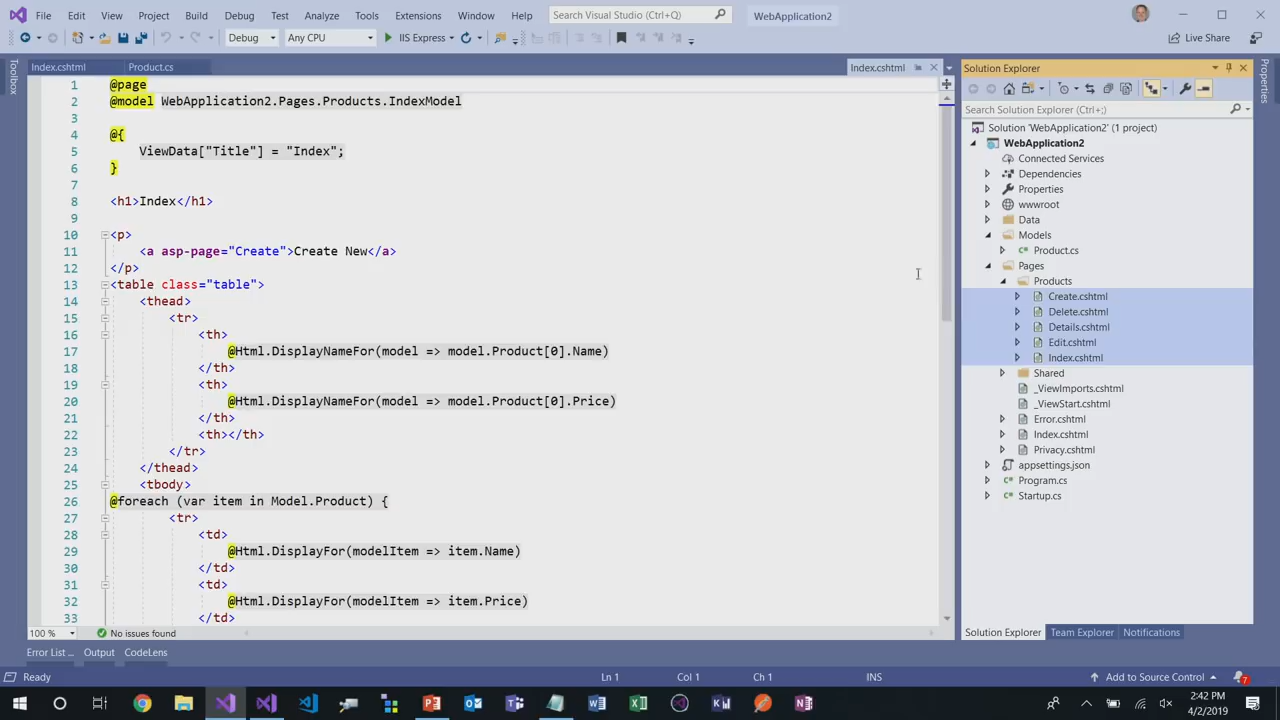 File Edit View Project Build Debug Test Analyze Tools Extensions Window Help Search Visual Studio (Ctrl+Q) WebApplication2
Debug Any CPU IIS Express Live Share
Toolbox
Index.cshtml Product.cs Index.cshtml
1 @page
2 @model WebApplication2.Pages.Products.IndexModel
3
4 @{
5 ViewData["Title"] = "Index";
6 }
7
8 <h1>Index</h1>
9
10 <p>
11 <a asp-page="Create">Create New</a>
12 </p>
13 <table class="table">
14 <thead>
15 <tr>
16 <th>
17 @Html.DisplayNameFor(model => model.Product[0].Name)
18 </th>
19 <th>
20 @Html.DisplayNameFor(model => model.Product[0].Price)
21 </th>
22 <th></th>
23 </tr>
24 </thead>
25 <tbody>
26 @foreach (var item in Model.Product) {
27 <tr>
28 <td>
29 @Html.DisplayFor(modelItem => item.Name)
30 </td>
31 <td>
32 @Html.DisplayFor(modelItem => item.Price)
33 </td>
100 % No issues found
Error List ... Output CodeLens
Solution Explorer
Search Solution Explorer (Ctrl+;)
Solution 'WebApplication2' (1 project)
WebApplication2
Connected Services
Dependencies
Properties
wwwroot
Data
Models
C# Product.cs
Pages
Products
Create.cshtml
Delete.cshtml
Details.cshtml
Edit.cshtml
Index.cshtml
Shared
_ViewImports.cshtml
_ViewStart.cshtml
Error.cshtml
Index.cshtml
Privacy.cshtml
appsettings.json
C# Program.cs
C# Startup.cs
Solution Explorer Team Explorer Notifications
Properties
Ready Ln 1 Col 1 Ch 1 INS Add to Source Control 7
2:42 PM
4/2/2019